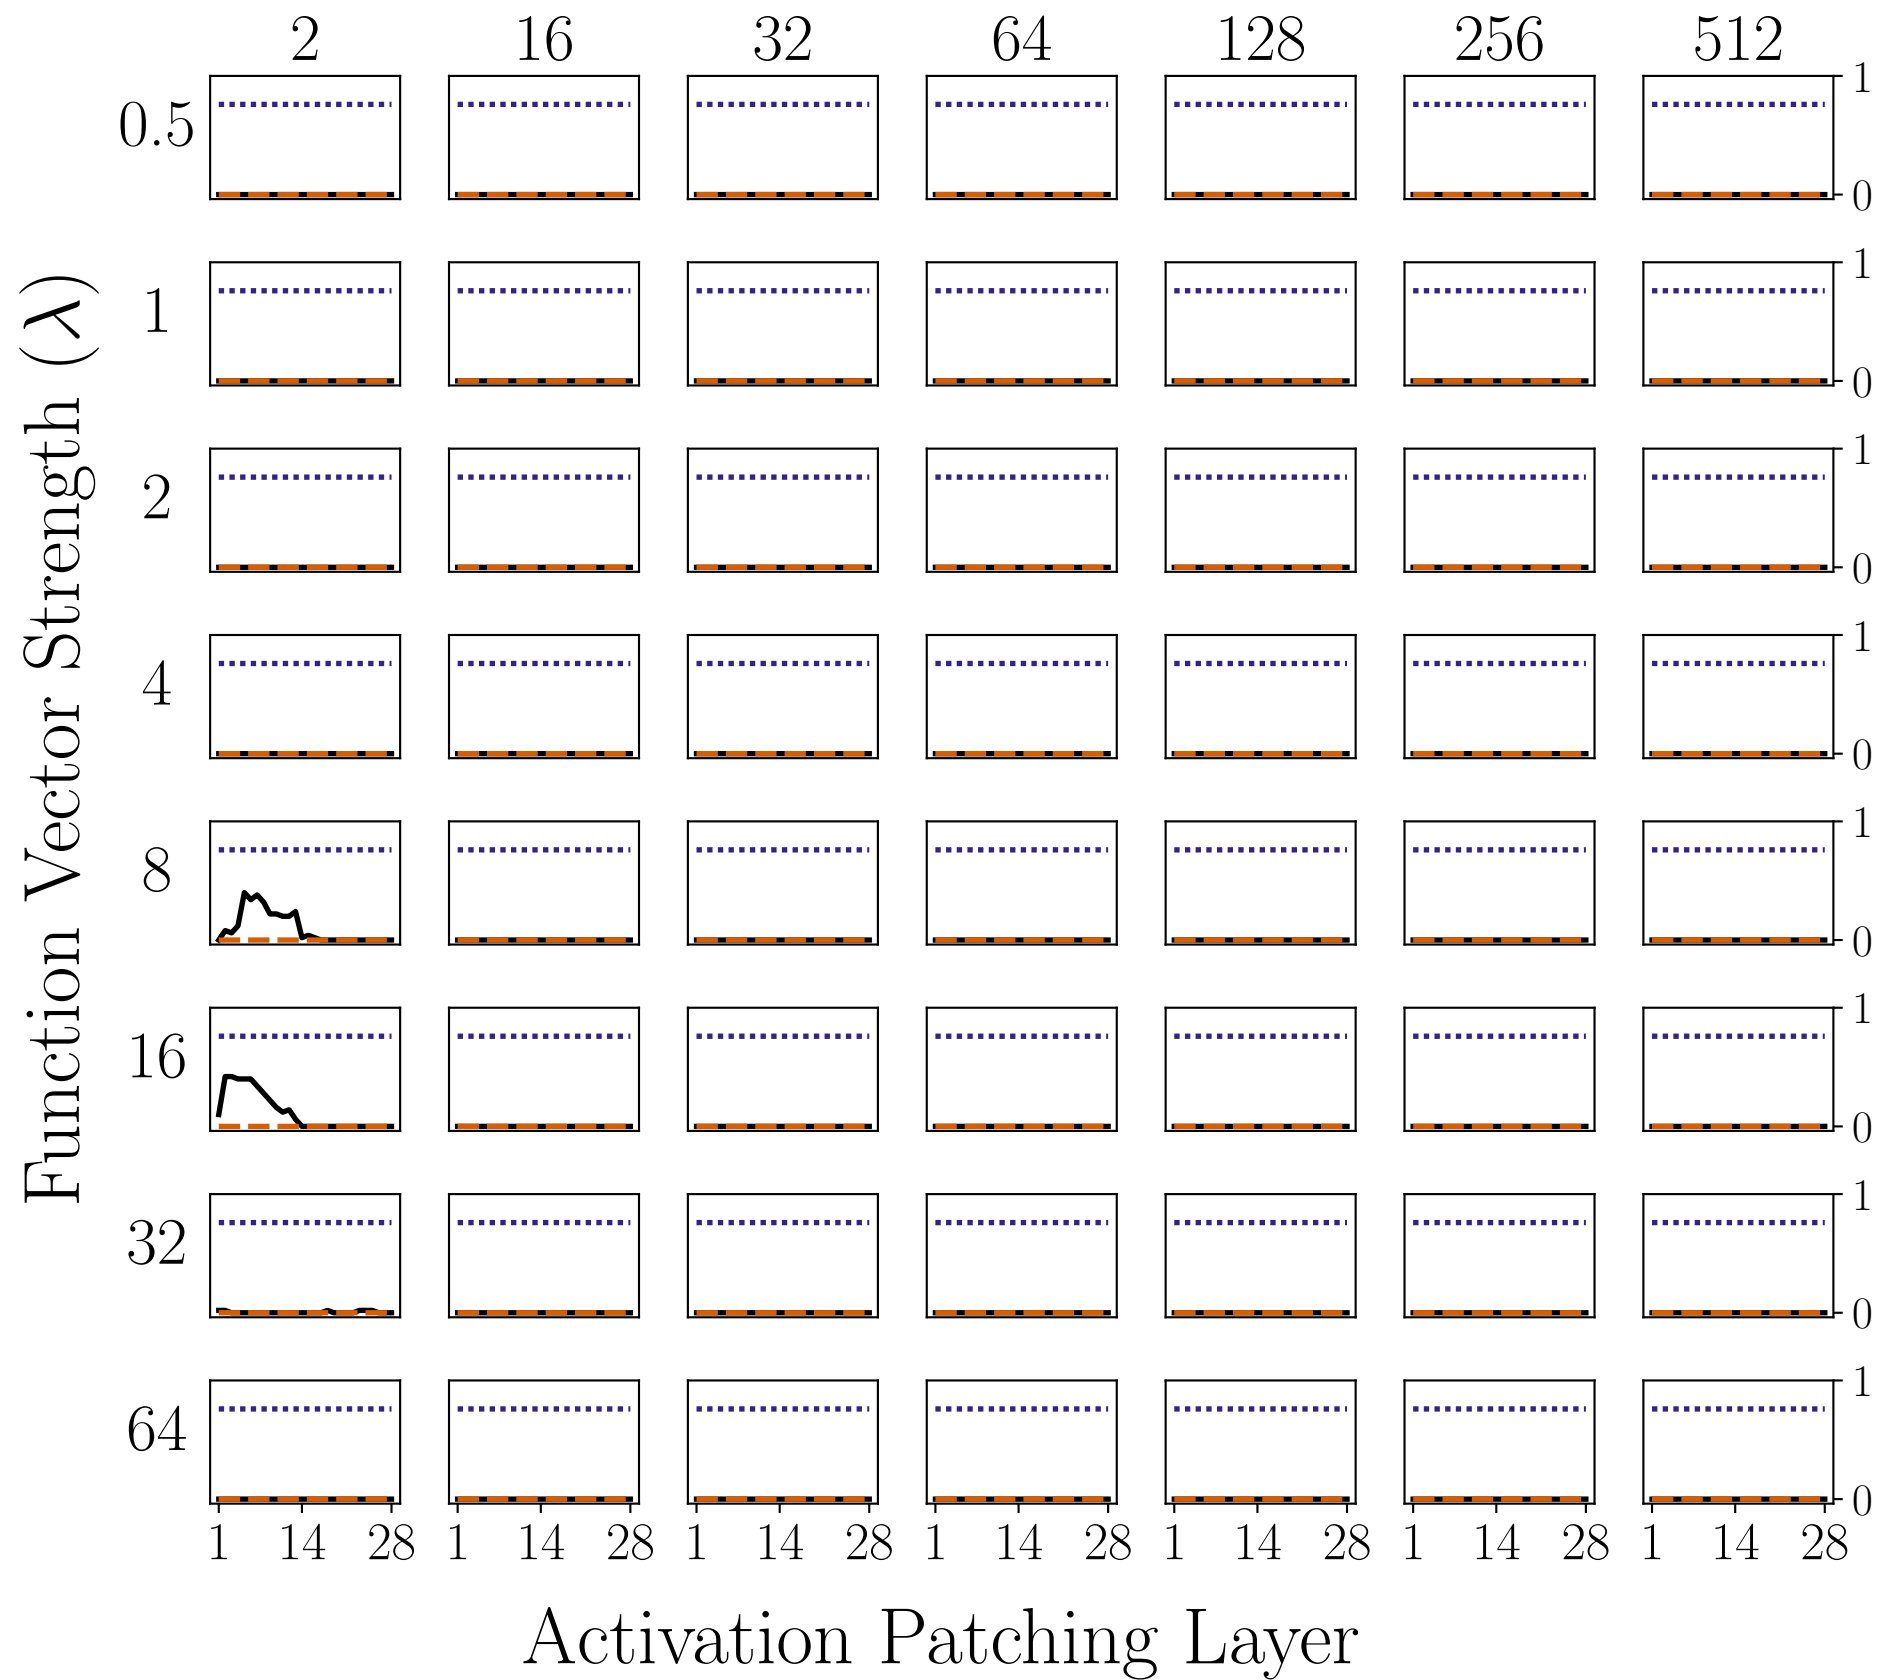 2 16 32 64 128 256 512
Function Vector Strength (λ)
0.5 1 0
1 1 0
2 1 0
4 1 0
8 1 0
16 1 0
32 1 0
64 1 0
1 14 28 1 14 28 1 14 28 1 14 28 1 14 28 1 14 28 1 14 28
Activation Patching Layer